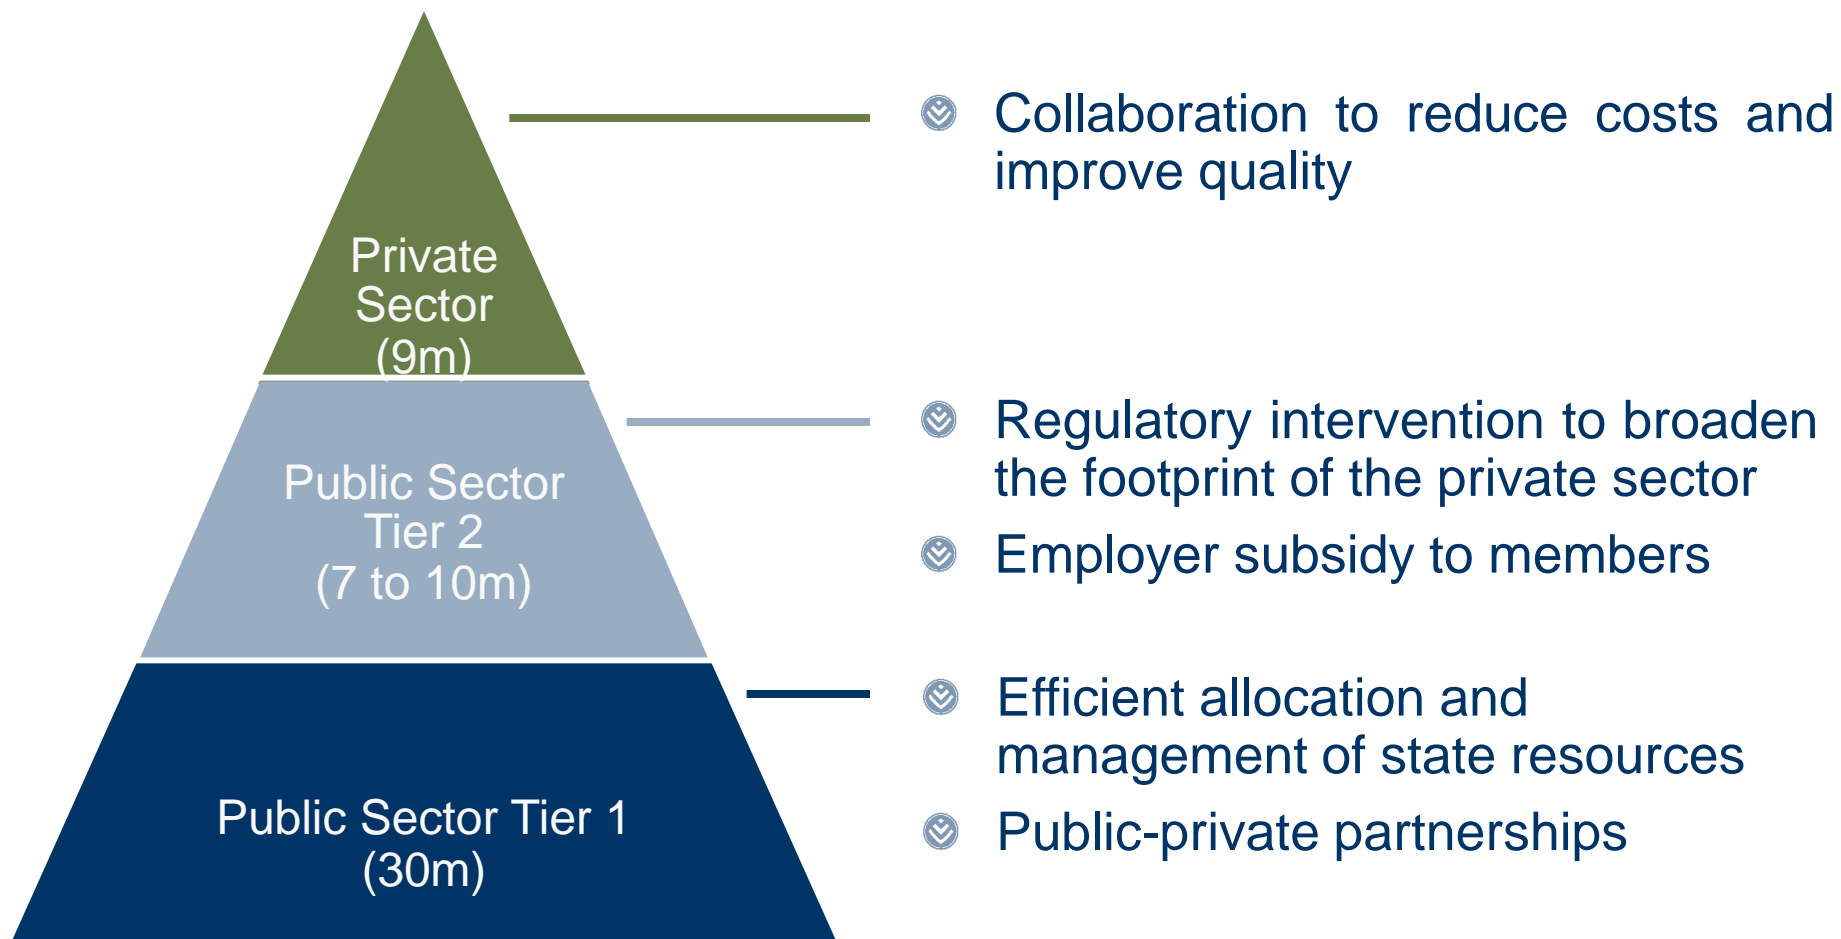 Private
Sector
(9m)
Collaboration to reduce costs and
improve quality
Public Sector
Tier 2
(7 to 10m)
Regulatory intervention to broaden
the footprint of the private sector
Employer subsidy to members
Public Sector Tier 1
(30m)
Efficient allocation and
management of state resources
Public-private partnerships